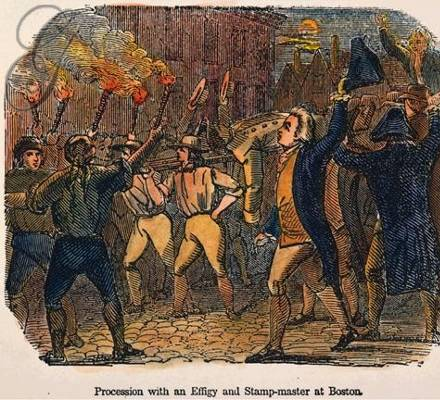 Procession with an Effigy and Stamp-master at Boston.